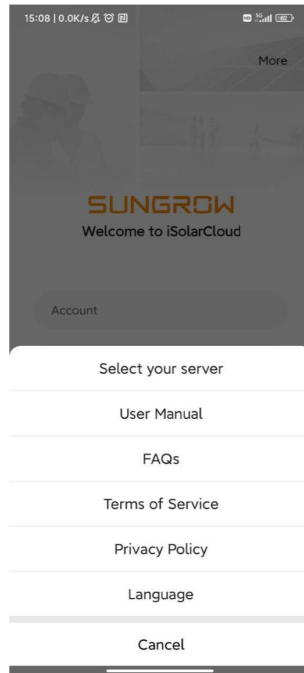 15:08 | 0.0K/s
More
SUNGROW
Welcome to iSolarCloud
Account
Select your server
User Manual
FAQs
Terms of Service
Privacy Policy
Language
Cancel